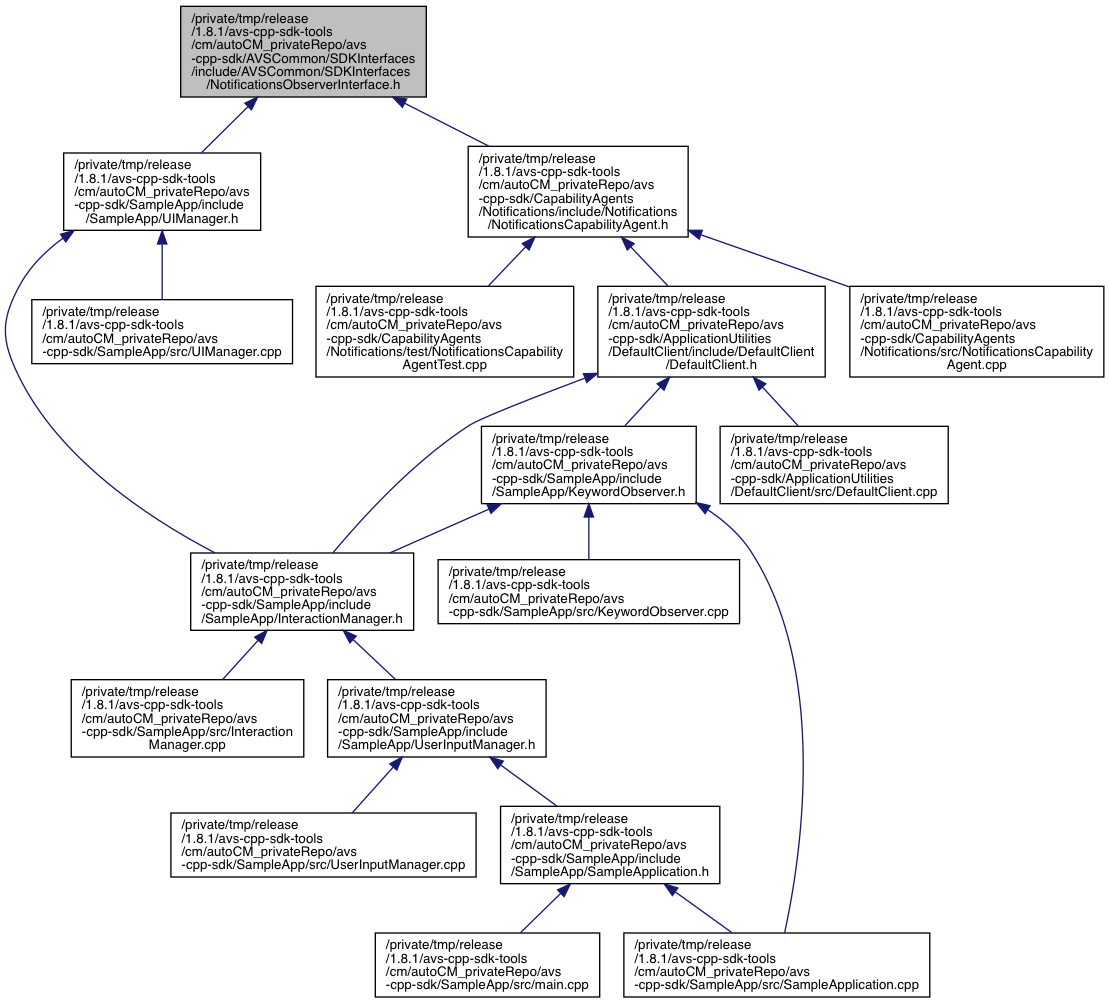 /private/tmp/release
/1.8.1/avs-cpp-sdk-tools
/cm/autoCM_privateRepo/avs
-cpp-sdk/AVSCommon/SDKInterfaces
/include/AVSCommon/SDKInterfaces
/NotificationsObserverInterface.h
/private/tmp/release
/1.8.1/avs-cpp-sdk-tools
/cm/autoCM_privateRepo/avs
-cpp-sdk/SampleApp/include
/SampleApp/UIManager.h
/private/tmp/release
/1.8.1/avs-cpp-sdk-tools
/cm/autoCM_privateRepo/avs
-cpp-sdk/CapabilityAgents
/Notifications/include/Notifications
/NotificationsCapabilityAgent.h
/private/tmp/release
/1.8.1/avs-cpp-sdk-tools
/cm/autoCM_privateRepo/avs
-cpp-sdk/SampleApp/src/UIManager.cpp
/private/tmp/release
/1.8.1/avs-cpp-sdk-tools
/cm/autoCM_privateRepo/avs
-cpp-sdk/CapabilityAgents
/Notifications/test/NotificationsCapability
AgentTest.cpp
/private/tmp/release
/1.8.1/avs-cpp-sdk-tools
/cm/autoCM_privateRepo/avs
-cpp-sdk/ApplicationUtilities
/DefaultClient/include/DefaultClient
/DefaultClient.h
/private/tmp/release
/1.8.1/avs-cpp-sdk-tools
/cm/autoCM_privateRepo/avs
-cpp-sdk/CapabilityAgents
/Notifications/src/NotificationsCapability
Agent.cpp
/private/tmp/release
/1.8.1/avs-cpp-sdk-tools
/cm/autoCM_privateRepo/avs
-cpp-sdk/SampleApp/include
/SampleApp/KeywordObserver.h
/private/tmp/release
/1.8.1/avs-cpp-sdk-tools
/cm/autoCM_privateRepo/avs
-cpp-sdk/ApplicationUtilities
/DefaultClient/src/DefaultClient.cpp
/private/tmp/release
/1.8.1/avs-cpp-sdk-tools
/cm/autoCM_privateRepo/avs
-cpp-sdk/SampleApp/include
/SampleApp/InteractionManager.h
/private/tmp/release
/1.8.1/avs-cpp-sdk-tools
/cm/autoCM_privateRepo/avs
-cpp-sdk/SampleApp/src/KeywordObserver.cpp
/private/tmp/release
/1.8.1/avs-cpp-sdk-tools
/cm/autoCM_privateRepo/avs
-cpp-sdk/SampleApp/src/Interaction
Manager.cpp
/private/tmp/release
/1.8.1/avs-cpp-sdk-tools
/cm/autoCM_privateRepo/avs
-cpp-sdk/SampleApp/include
/SampleApp/UserInputManager.h
/private/tmp/release
/1.8.1/avs-cpp-sdk-tools
/cm/autoCM_privateRepo/avs
-cpp-sdk/SampleApp/src/UserInputManager.cpp
/private/tmp/release
/1.8.1/avs-cpp-sdk-tools
/cm/autoCM_privateRepo/avs
-cpp-sdk/SampleApp/include
/SampleApp/SampleApplication.h
/private/tmp/release
/1.8.1/avs-cpp-sdk-tools
/cm/autoCM_privateRepo/avs
-cpp-sdk/SampleApp/src/main.cpp
/private/tmp/release
/1.8.1/avs-cpp-sdk-tools
/cm/autoCM_privateRepo/avs
-cpp-sdk/SampleApp/src/SampleApplication.cpp